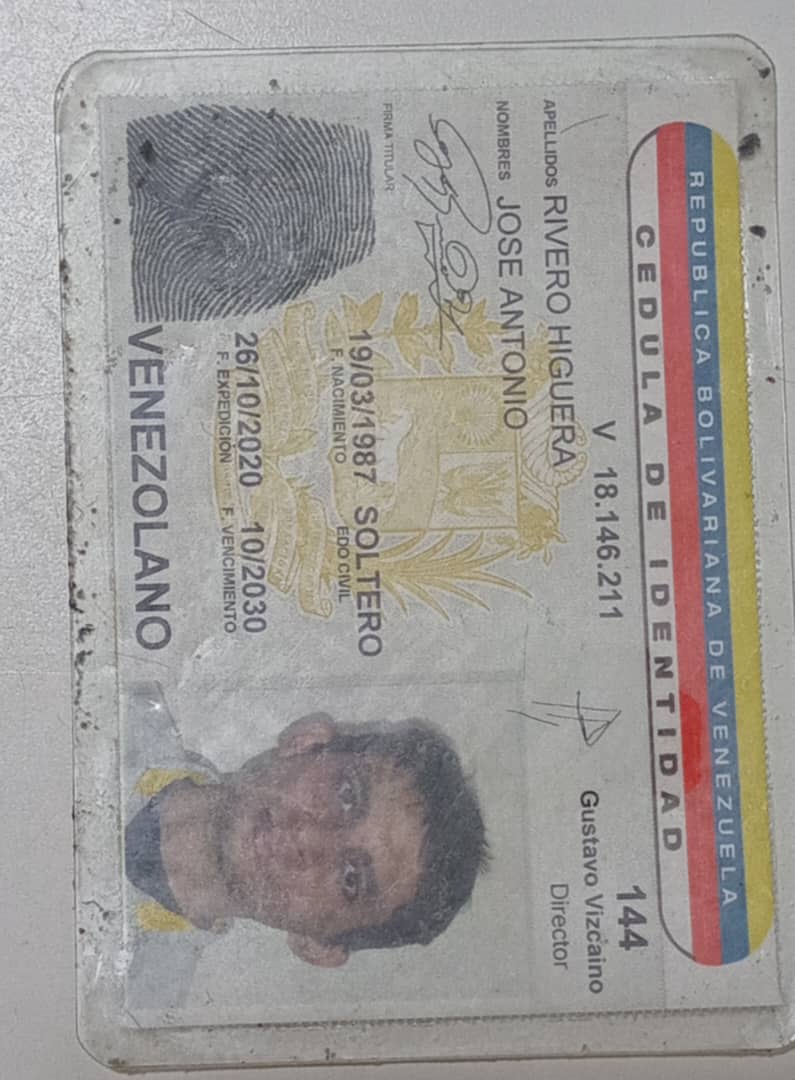 REPUBLICA BOLIVARIANA DE VENEZUELA
CEDULA DE IDENTIDAD
V 18.146.211
144
Gustavo Vizcaino
Director
APELLIDOS RIVERO HIGUERA
NOMBRES JOSE ANTONIO
FIRMA TITULAR
19/03/1987 SOLTERO
F. NACIMIENTO EDO CIVIL
26/10/2020 10/2030
F. EXPEDICIÓN F. VENCIMIENTO
VENEZOLANO